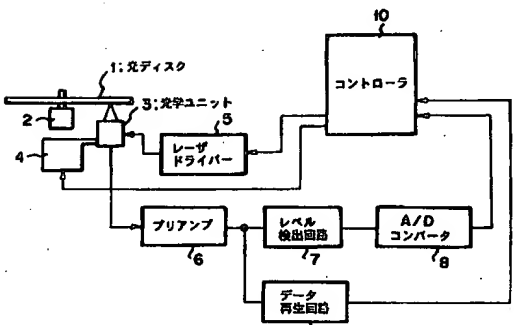 10
コントローラ
1:光ディスク
2
3:光学ユニット
4
5
レーザ
ドライバー
プリアンプ
6
レベル
検出回路
7
A/D
コンバータ
8
データ
再生回路